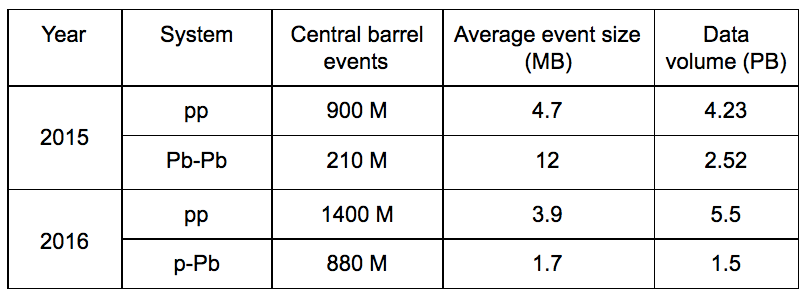 Year System Central barrel events Average event size (MB) Data volume (PB)
2015 pp 900 M 4.7 4.23
Pb-Pb 210 M 12 2.52
2016 pp 1400 M 3.9 5.5
p-Pb 880 M 1.7 1.5